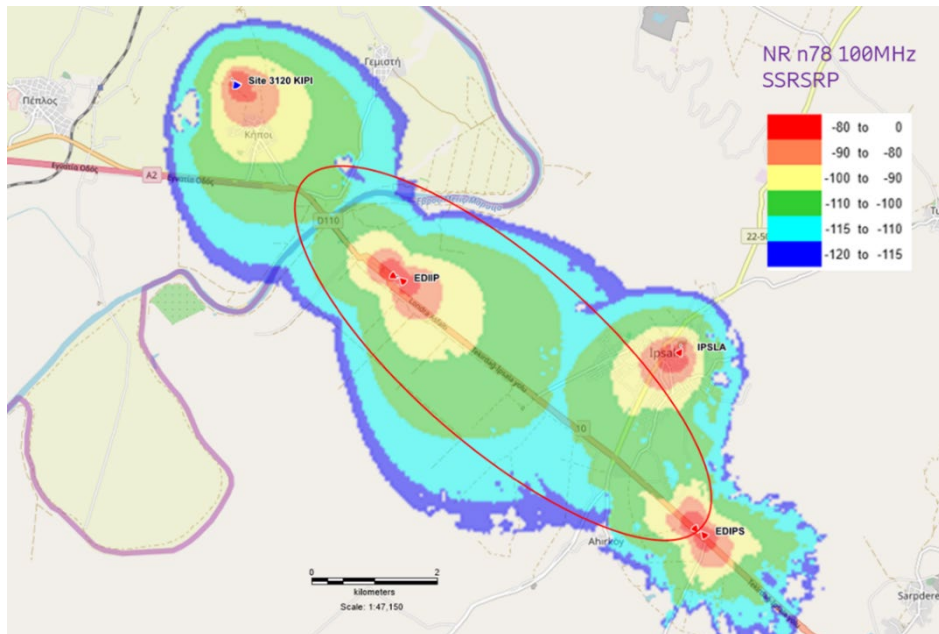 NR n78 100MHz
SSRSRP
-80 to 0
-90 to -80
-100 to -90
-110 to -100
-115 to -110
-120 to -115
Γεμιστή
Site 3120 KIPI
Πέπλος
Κήποι
Εγνατία Οδός
A2
Εγνατία Οδός
D110
22-50
EDIIP
IPSLA
Ipsala
10
EDIPS
Ahırköy
0 2
kilometers
Scale: 1:47,150
Sarpdere